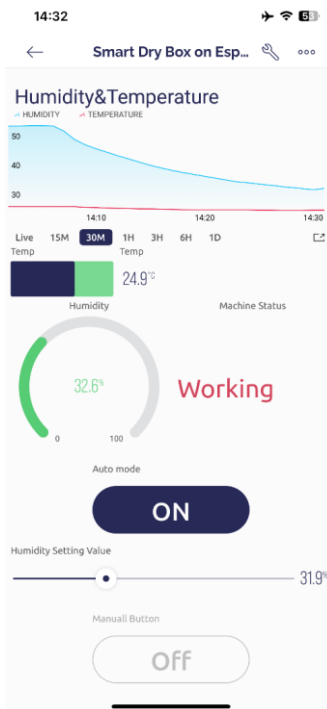 14:32
53
Smart Dry Box on Esp...
Humidity&Temperature
HUMIDITY TEMPERATURE
50
40
30
14:10 14:20 14:30
Live 15M 30M 1H 3H 6H 1D
Temp Temp
24.9°C
Humidity Machine Status
32.6%
Working
0 100
Auto mode
ON
Humidity Setting Value
31.9%
Manuall Button
Off